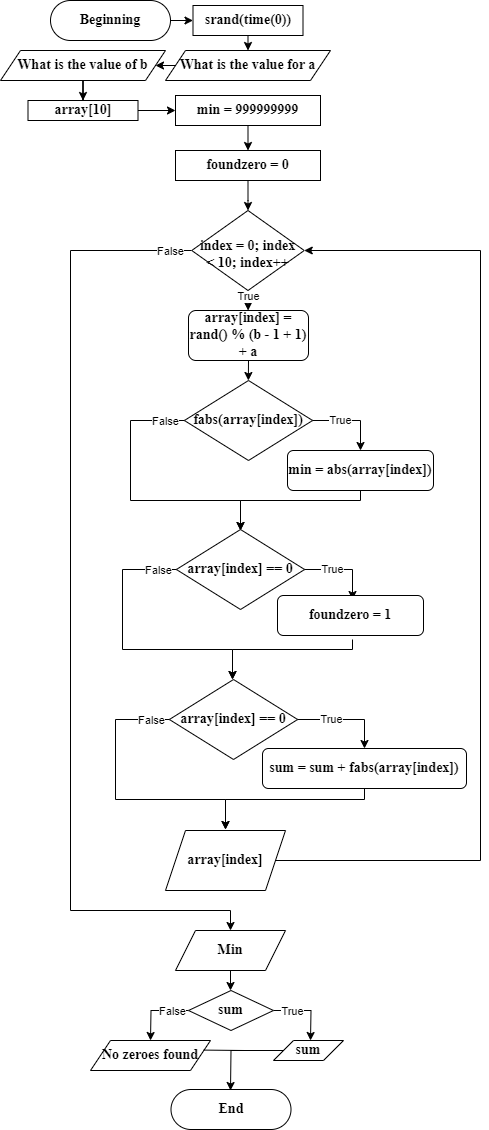 Beginning
srand(time(0))
What is the value of b
What is the value for a
array[10]
min = 999999999
foundzero = 0
False
index = 0; index
< 10; index++
True
array[index] =
rand() % (b - 1 + 1)
+ a
False
fabs(array[index])
True
min = abs(array[index])
False
array[index] == 0
True
foundzero = 1
False
array[index] == 0
True
sum = sum + fabs(array[index])
array[index]
Min
False
sum
True
No zeroes found
sum
End